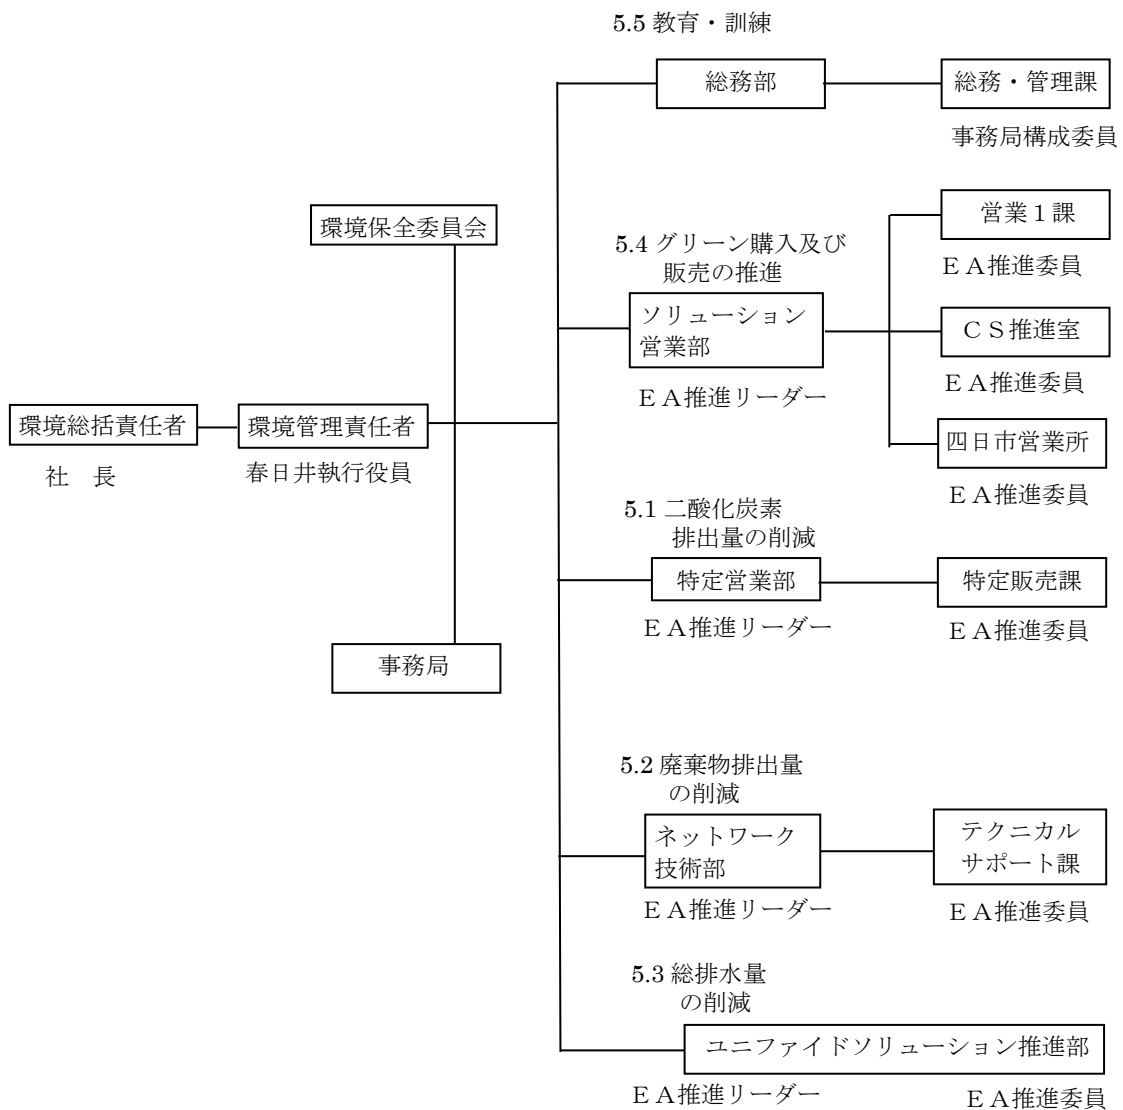 5.5 教育・訓練
総務部
総務・管理課
事務局構成委員
環境保全委員会
営業１課
ＥＡ推進委員
5.4 グリーン購入及び
販売の推進
ソリューション
営業部
ＥＡ推進リーダー
ＣＳ推進室
ＥＡ推進委員
環境総括責任者
社　長
環境管理責任者
春日井執行役員
四日市営業所
ＥＡ推進委員
5.1 二酸化炭素
排出量の削減
特定営業部
ＥＡ推進リーダー
特定販売課
ＥＡ推進委員
事務局
5.2 廃棄物排出量
の削減
ネットワーク
技術部
ＥＡ推進リーダー
テクニカル
サポート課
ＥＡ推進委員
5.3 総排水量
の削減
ユニファイドソリューション推進部
ＥＡ推進リーダー
ＥＡ推進委員